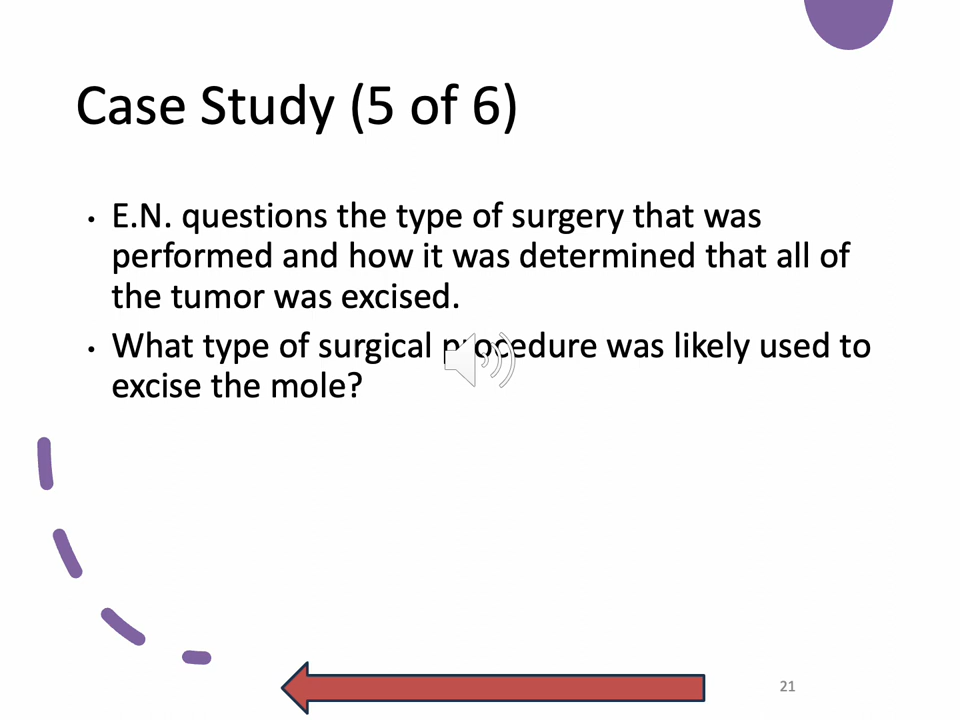 Case Study (5 of 6)
• E.N. questions the type of surgery that was
performed and how it was determined that all of
the tumor was excised.
• What type of surgical procedure was likely used to
excise the mole?
21